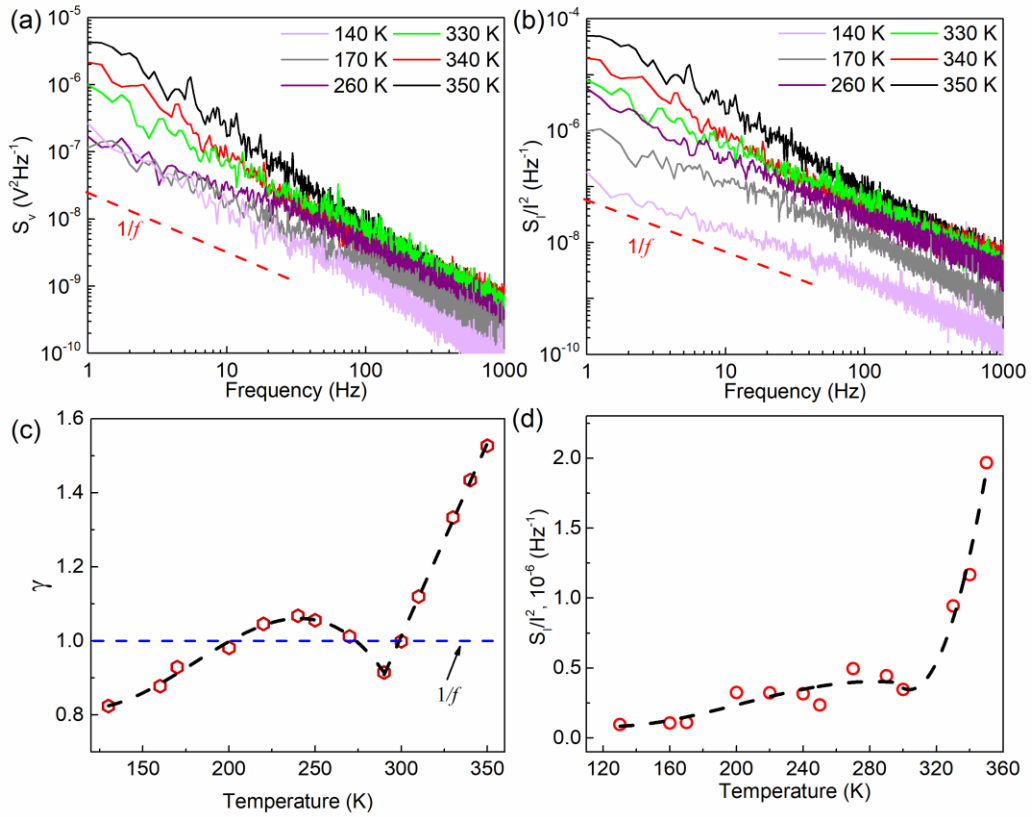 (a)
10⁻⁵
10⁻⁶
10⁻⁷
10⁻⁸
10⁻⁹
10⁻¹⁰
Sᵥ (V²Hz⁻¹)
140 K 330 K
170 K 340 K
260 K 350 K
1/f
1 10 100 1000
Frequency (Hz)
(b)
10⁻⁴
10⁻⁶
10⁻⁸
10⁻¹⁰
S_I/I² (Hz⁻¹)
140 K 330 K
170 K 340 K
260 K 350 K
1/f
1 10 100 1000
Frequency (Hz)
(c)
1.6
1.4
1.2
1.0
0.8
γ
1/f
150 200 250 300 350
Temperature (K)
(d)
2.0
1.5
1.0
0.5
0.0
S_I/I², 10⁻⁶ (Hz⁻¹)
120 160 200 240 280 320 360
Temperature (K)